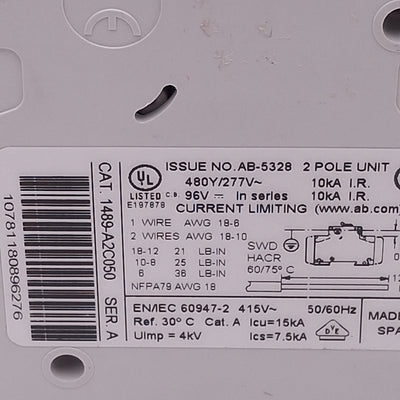 CAT. 1489-A2C050 SER. A
10781180896276
UL
LISTED C.B.
E197878
ISSUE NO. AB-5328 2 POLE UNIT
480Y/277V~ 10kA I.R.
96V⎓ in series 10kA I.R.
CURRENT LIMITING (www.ab.com)
1 WIRE AWG 18-8
2 WIRES AWG 18-10
18-12 21 LB-IN
10-8 25 LB-IN
6 36 LB-IN
NFPA79 AWG 18
SWD
HACR
60/75°C
EN/IEC 60947-2 415V~ 50/60Hz
Ref. 30°C Cat. A Icu=15kA
Uimp = 4kV Ics=7.5kA
DVE
MADE
SPA